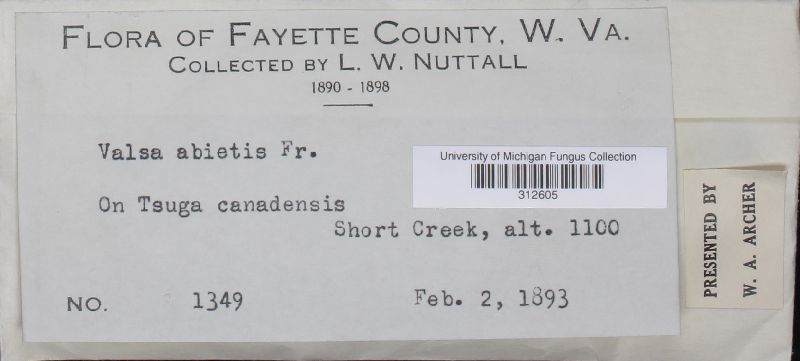 FLORA OF FAYETTE COUNTY, W. VA.
COLLECTED BY L. W. NUTTALL
1890 - 1898
Valsa abietis Fr.
University of Michigan Fungus Collection
312605
On Tsuga canadensis
Short Creek, alt. 1100
NO. 1349 Feb. 2, 1893
PRESENTED BY
W. A. ARCHER